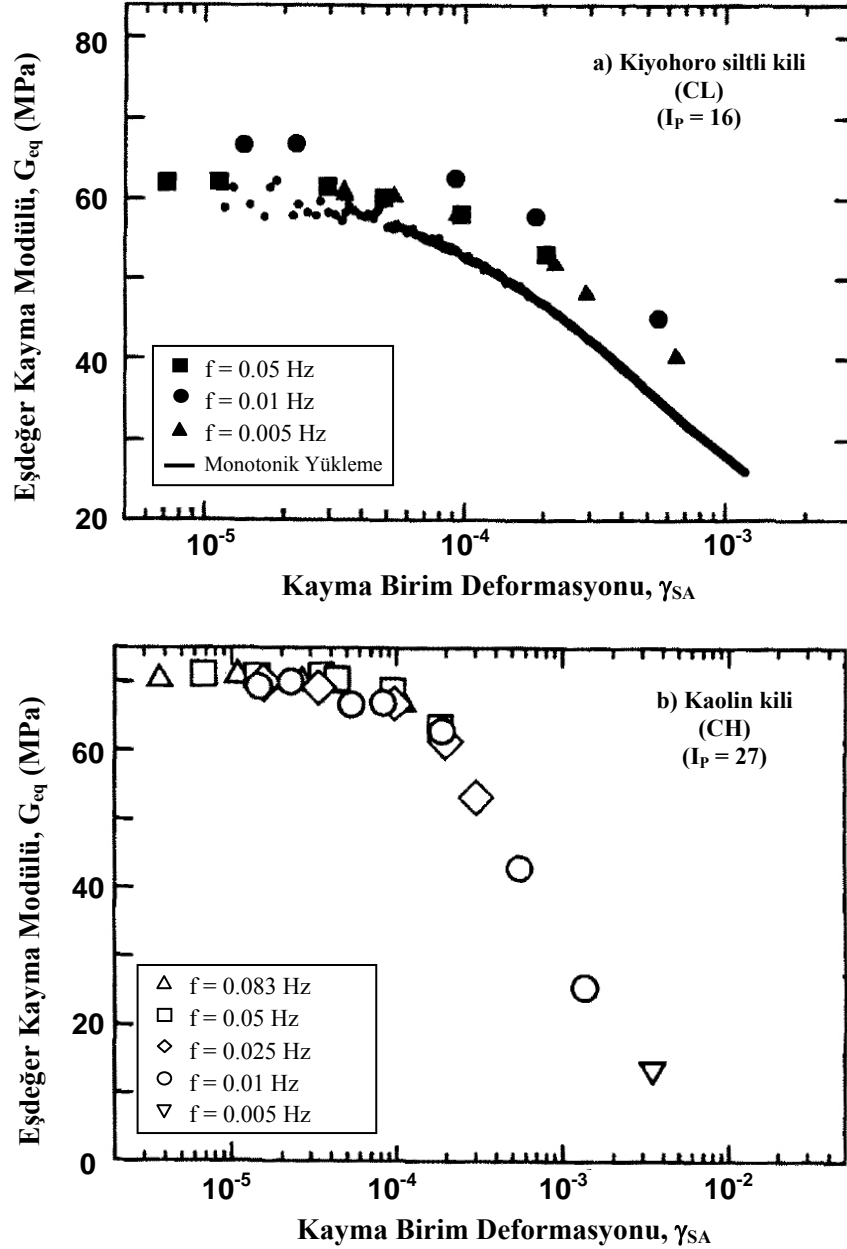 80
60
40
20
10-5
10-4
10-3
Eşdeğer Kayma Modülü, Geq (MPa)
a) Kiyohoro siltli kili
(CL)
(IP = 16)
f = 0.05 Hz
f = 0.01 Hz
f = 0.005 Hz
Monotonik Yükleme
Kayma Birim Deformasyonu, γSA
60
40
20
0
10-5
10-4
10-3
10-2
Eşdeğer Kayma Modülü, Geq (MPa)
b) Kaolin kili
(CH)
(IP = 27)
f = 0.083 Hz
f = 0.05 Hz
f = 0.025 Hz
f = 0.01 Hz
f = 0.005 Hz
Kayma Birim Deformasyonu, γSA